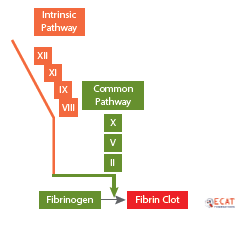 Intrinsic
Pathway
XII
XI
IX
VIII
Common
Pathway
X
V
II
Fibrinogen
Fibrin Clot
ECAT